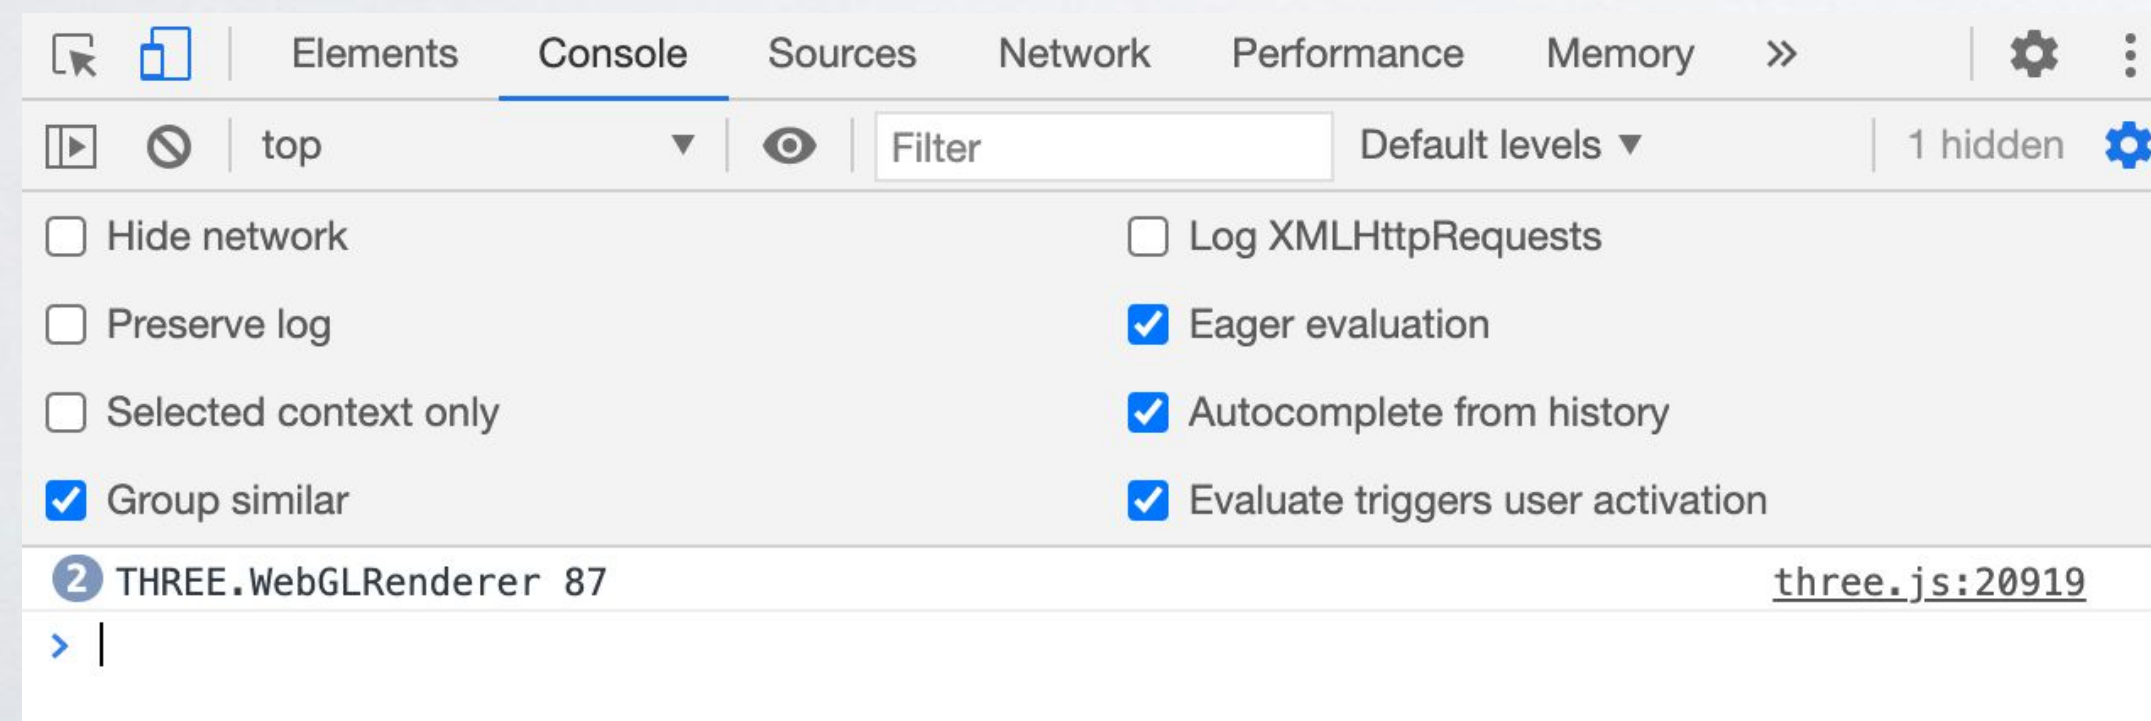 Elements Console Sources Network Performance Memory »
top ▼ Filter Default levels ▼ 1 hidden
Hide network Log XMLHttpRequests
Preserve log Eager evaluation
Selected context only Autocomplete from history
Group similar Evaluate triggers user activation
2 THREE.WebGLRenderer 87 three.js:20919
>